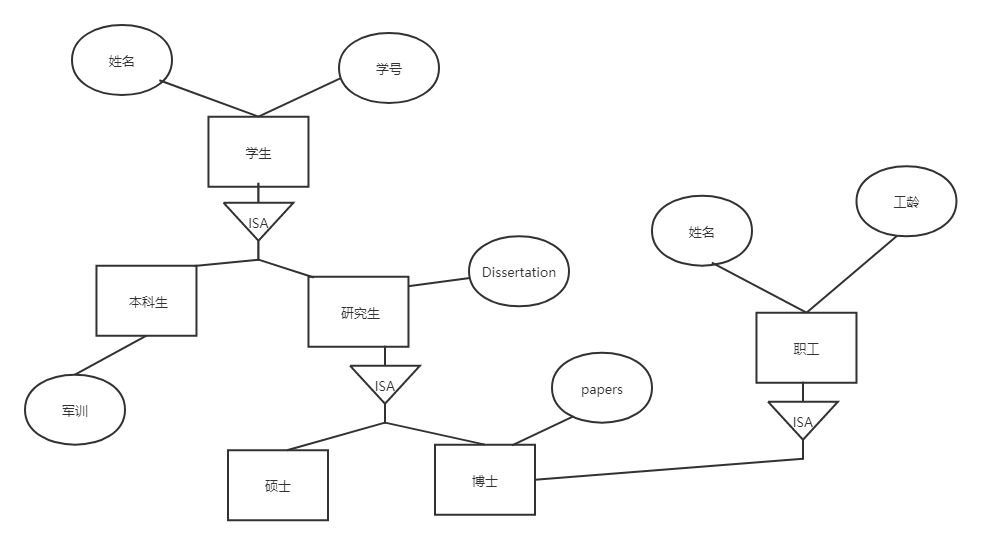 姓名
学号
学生
ISA
工龄
姓名
Dissertation
本科生
研究生
职工
ISA
papers
军训
ISA
硕士
博士